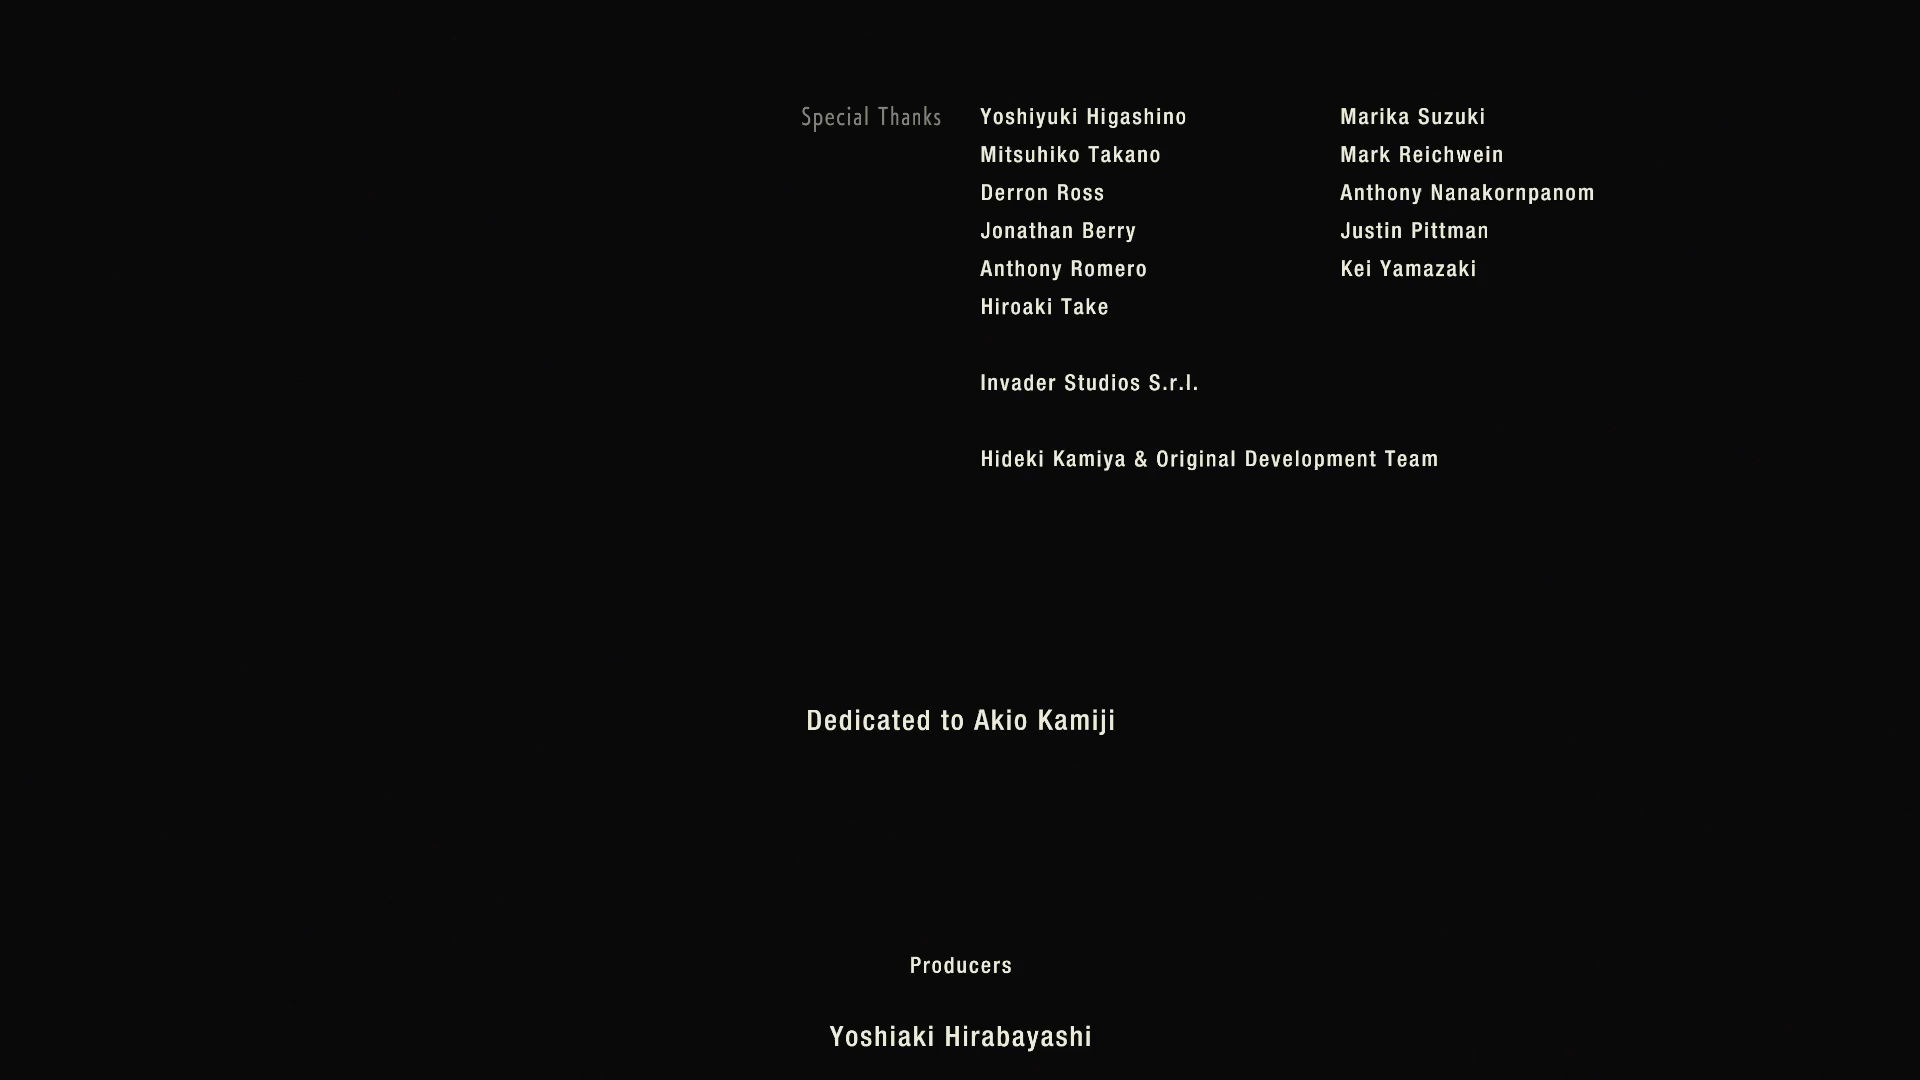 Special Thanks
Yoshiyuki Higashino
Marika Suzuki
Mitsuhiko Takano
Mark Reichwein
Derron Ross
Anthony Nanakornpanom
Jonathan Berry
Justin Pittman
Anthony Romero
Kei Yamazaki
Hiroaki Take
Invader Studios S.r.l.
Hideki Kamiya & Original Development Team
Dedicated to Akio Kamiji
Producers
Yoshiaki Hirabayashi